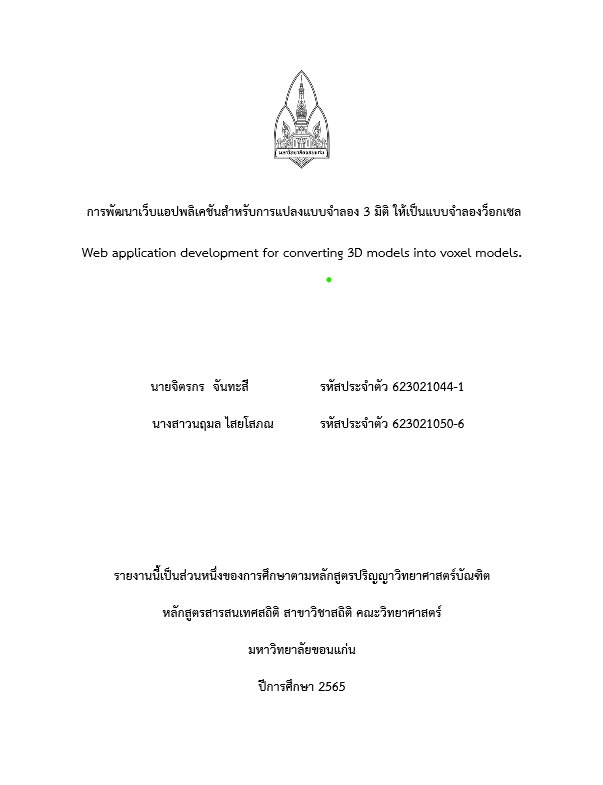 มหาวิทยาลัยขอนแก่น
การพัฒนาเว็บแอปพลิเคชันสำหรับการแปลงแบบจำลอง 3 มิติ ให้เป็นแบบจำลองว็อกเซล
Web application development for converting 3D models into voxel models.
นายจิตรกร จันทะสี รหัสประจำตัว 623021044-1
นางสาวนฤมล ไสยโสภณ รหัสประจำตัว 623021050-6
รายงานนี้เป็นส่วนหนึ่งของการศึกษาตามหลักสูตรปริญญาวิทยาศาสตร์บัณฑิต
หลักสูตรสารสนเทศสถิติ สาขาวิชาสถิติ คณะวิทยาศาสตร์
มหาวิทยาลัยขอนแก่น
ปีการศึกษา 2565